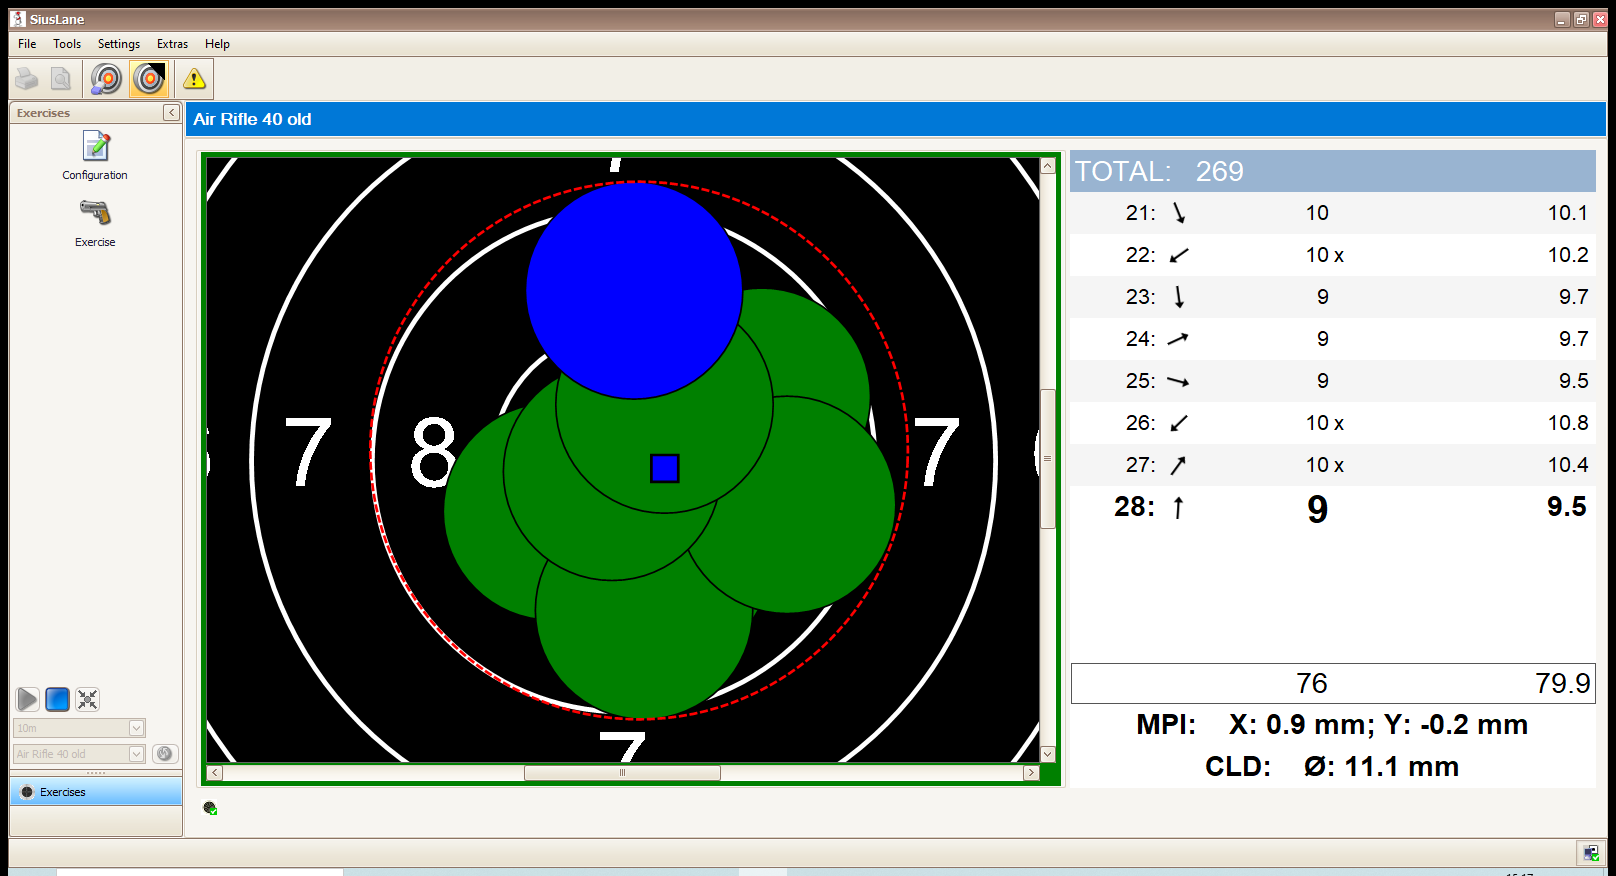 SiusLane
File Tools Settings Extras Help
Exercises
Configuration
Exercise
10m
Air Rifle 40 old
Exercises
Air Rifle 40 old
7
7 8 7
7
TOTAL: 269
21: 10 10.1
22: 10 x 10.2
23: 9 9.7
24: 9 9.7
25: 9 9.5
26: 10 x 10.8
27: 10 x 10.4
28: 9 9.5
76 79.9
MPI: X: 0.9 mm; Y: -0.2 mm
CLD: Ø: 11.1 mm